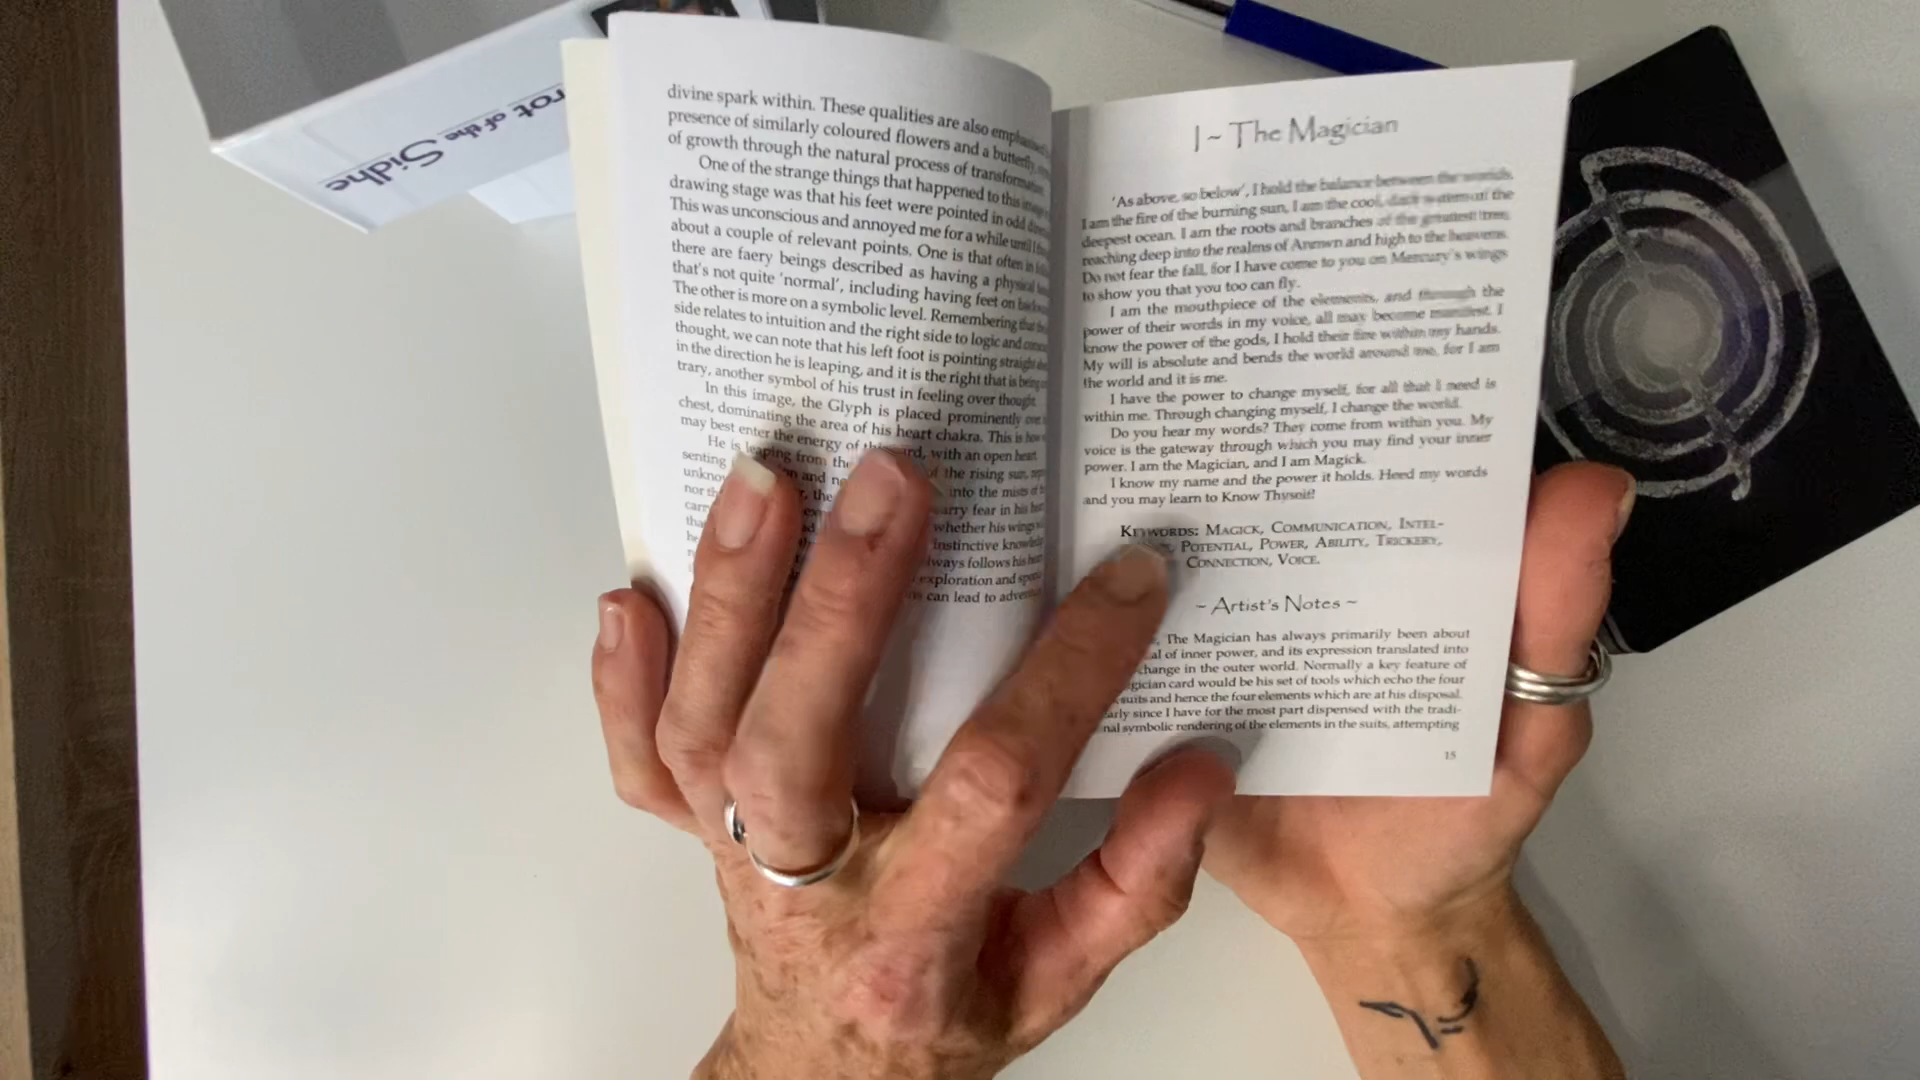 rot of the Sidhe
divine spark within. These qualities are also
presence of similarly coloured flowers and a butterfly,
of growth through the natural process of
One of the strange things that happened to this
drawing stage was that his feet were pointed in odd
This was unconscious and annoyed me for a while until I
about a couple of relevant points. One is that often in
there are faery beings described as having a physical
that's not quite 'normal', including having feet on
The other is more on a symbolic level. Remembering that
side relates to intuition and the right side to logic and
thought, we can note that his left foot is pointing straight
in the direction he is leaping, and it is the right that is being
trary, another symbol of his trust in feeling over thought.
In this image, the Glyph is placed prominently
chest, dominating the area of his heart chakra. This is how
may best enter the energy of this card, with an open heart.
He is leaping from the of the rising sun,
senting and into the mists of
carry fear in his
whether his wings
instinctive
always follows his
exploration and
can lead to
I ~ The Magician
'As above, so below', I hold the balance between the worlds.
I am the fire of the burning sun, I am the cool, dark waters of the
deepest ocean. I am the roots and branches of the greatest tree,
reaching deep into the realms of Annwn and high to the heavens.
Do not fear the fall, for I have come to you on Mercury's wings
to show you that you too can fly.
I am the mouthpiece of the elements, and through the
power of their words in my voice, all may become manifest. I
know the power of the gods, I hold their fire within my hands.
My will is absolute and bends the world around me, for I am
the world and it is me.
I have the power to change myself, for all that I need is
within me. Through changing myself, I change the world.
Do you hear my words? They come from within you. My
voice is the gateway through which you may find your inner
power. I am the Magician, and I am Magick.
I know my name and the power it holds. Heed my words
and you may learn to Know Thyself!
KEYWORDS: MAGICK, COMMUNICATION, INTEL-
POTENTIAL, POWER, ABILITY, TRICKERY,
CONNECTION, VOICE.
~ Artist's Notes ~
The Magician has always primarily been about
of inner power, and its expression translated into
change in the outer world. Normally a key feature of
card would be his set of tools which echo the four
suits and hence the four elements which are at his disposal.
since I have for the most part dispensed with the tradi-
nal symbolic rendering of the elements in the suits, attempting
15